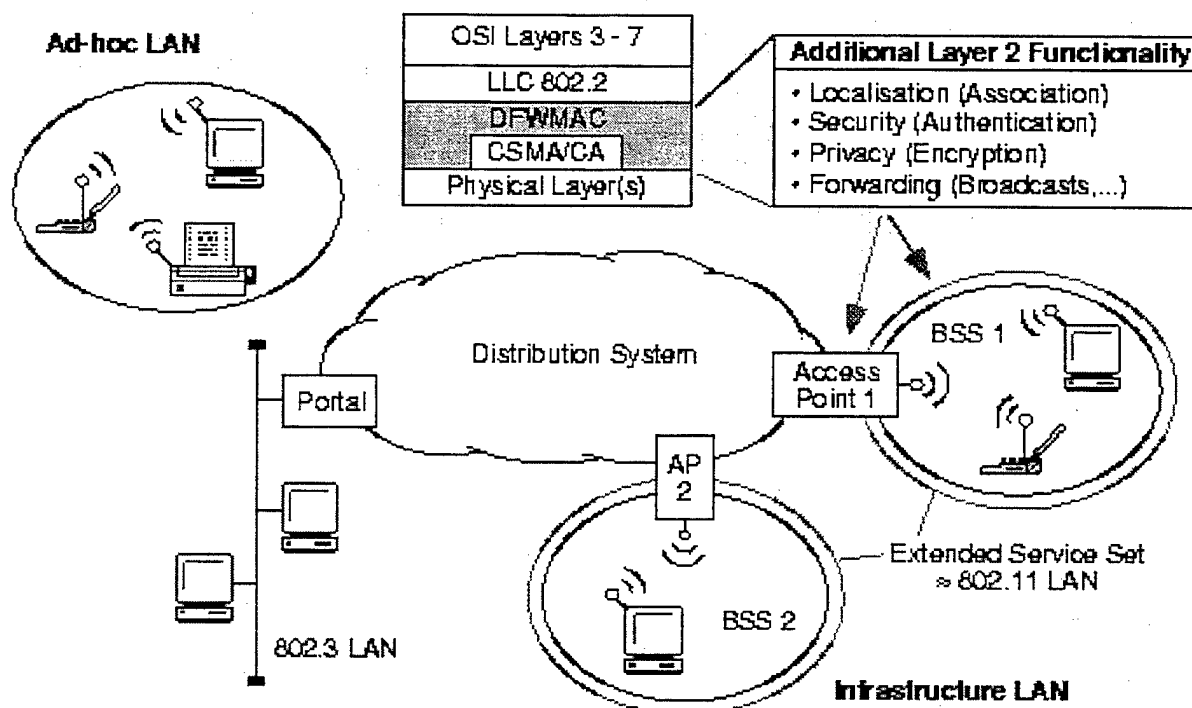 Ad-hoc LAN
OSI Layers 3 - 7
LLC 802.2
DFWMAC
CSMA/CA
Physical Layer(s)
Additional Layer 2 Functionality
• Localisation (Association)
• Security (Authentication)
• Privacy (Encryption)
• Forwarding (Broadcasts,...)
Distribution System
Portal
Access
Point 1
BSS 1
AP
2
BSS 2
Extended Service Set
≈ 802.11 LAN
802.3 LAN
Infrastructure LAN